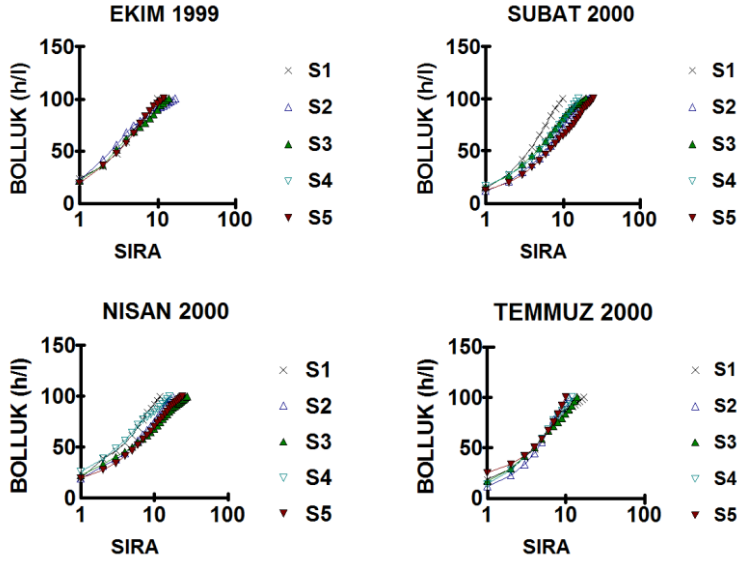 EKIM 1999
150
100
50
0
BOLLUK (h/l)
1
10
100
SIRA
S1
S2
S3
S4
S5
SUBAT 2000
150
100
50
0
BOLLUK (h/l)
1
10
100
SIRA
S1
S2
S3
S4
S5
NISAN 2000
150
100
50
0
BOLLUK (h/l)
1
10
100
SIRA
S1
S2
S3
S4
S5
TEMMUZ 2000
150
100
50
0
BOLLUK (h/l)
1
10
100
SIRA
S1
S2
S3
S4
S5